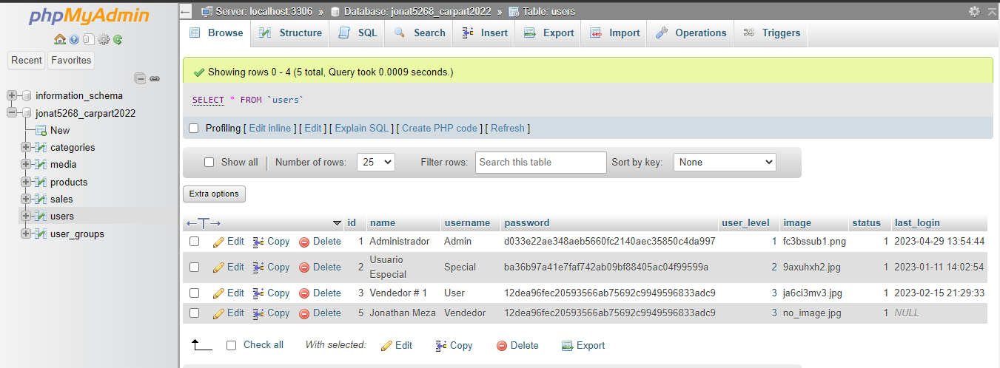 phpMyAdmin
Recent Favorites
information_schema
jonat5268_carpart2022
New
categories
media
products
sales
users
user_groups
Server: localhost:3306 » Database: jonat5268_carpart2022 » Table: users
Browse Structure SQL Search Insert Export Import Operations Triggers
Showing rows 0 - 4 (5 total, Query took 0.0009 seconds.)
SELECT * FROM `users`
Profiling [ Edit inline ] [ Edit ] [ Explain SQL ] [ Create PHP code ] [ Refresh ]
Show all Number of rows: 25 Filter rows: Search this table Sort by key: None
Extra options
id name username password user_level image status last_login
Edit Copy Delete 1 Administrador Admin d033e22ae348aeb5660fc2140aec35850c4da997 1 fc3bssub1.png 1 2023-04-29 13:54:44
Edit Copy Delete 2 Usuario Especial Special ba36b97a41e7faf742ab09bf88405ac04f99599a 2 9axuhxh2.jpg 1 2023-01-11 14:02:54
Edit Copy Delete 3 Vendedor # 1 User 12dea96fec20593566ab75692c9949596833adc9 3 ja6ci3mv3.jpg 1 2023-02-15 21:29:33
Edit Copy Delete 5 Jonathan Meza Vendedor 12dea96fec20593566ab75692c9949596833adc9 3 no_image.jpg 1 NULL
Check all With selected: Edit Copy Delete Export